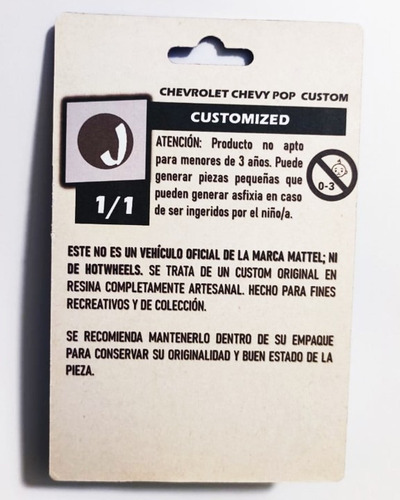 CHEVROLET CHEVY POP CUSTOM
CUSTOMIZED
ATENCIÓN: Producto no apto
para menores de 3 años. Puede
generar piezas pequeñas que
pueden generar asfixia en caso
de ser ingeridos por el niño/a.
0-3
J
1/1
ESTE NO ES UN VEHÍCULO OFICIAL DE LA MARCA MATTEL; NI
DE HOTWHEELS. SE TRATA DE UN CUSTOM ORIGINAL EN
RESINA COMPLETAMENTE ARTESANAL. HECHO PARA FINES
RECREATIVOS Y DE COLECIÓN.
SE RECOMIENDA MANTENERLO DENTRO DE SU EMPAQUE
PARA CONSERVAR SU ORIGINALIDAD Y BUEN ESTADO DE LA
PIEZA.